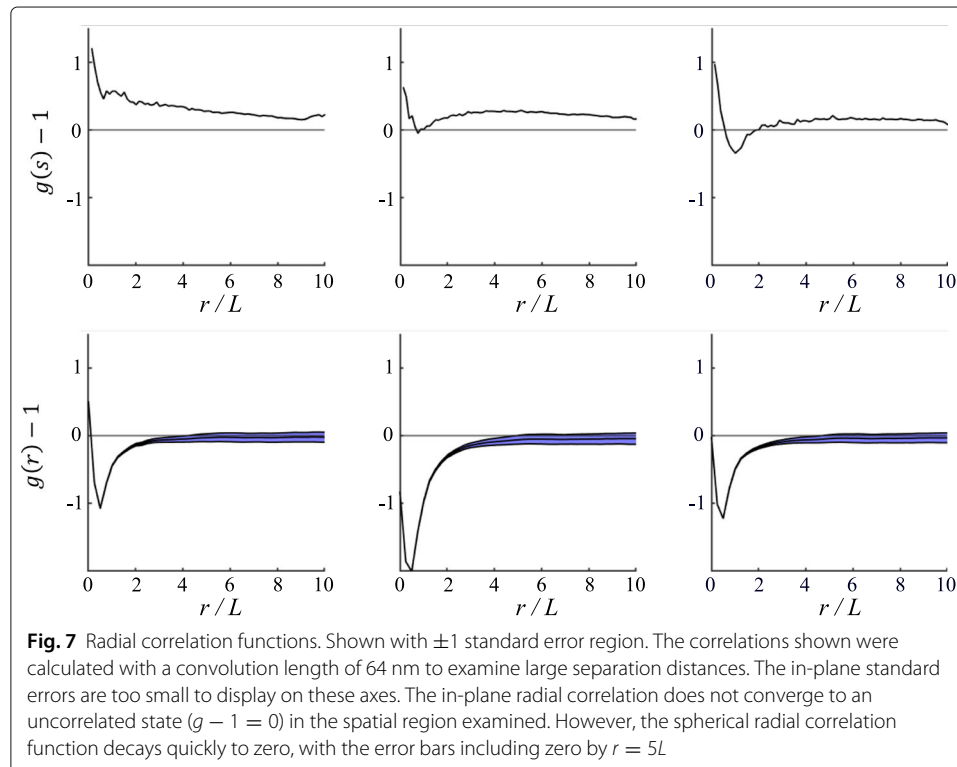 g(s) − 1
1
0
-1
0 2 4 6 8 10
r / L
1
0
-1
0 2 4 6 8 10
r / L
1
0
-1
0 2 4 6 8 10
r / L
g(r) − 1
1
0
-1
0 2 4 6 8 10
r / L
1
0
-1
0 2 4 6 8 10
r / L
1
0
-1
0 2 4 6 8 10
r / L
Fig. 7 Radial correlation functions. Shown with ±1 standard error region. The correlations shown were
calculated with a convolution length of 64 nm to examine large separation distances. The in-plane standard
errors are too small to display on these axes. The in-plane radial correlation does not converge to an
uncorrelated state (g − 1 = 0) in the spatial region examined. However, the spherical radial correlation
function decays quickly to zero, with the error bars including zero by r = 5L